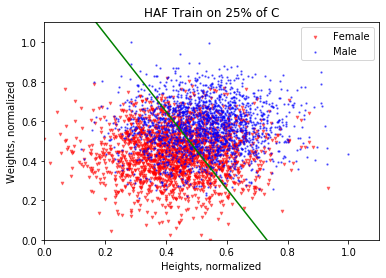 HAF Train on 25% of C
Female
Male
Weights, normalized
1.0
0.8
0.6
0.4
0.2
0.0
0.0 0.2 0.4 0.6 0.8 1.0
Heights, normalized